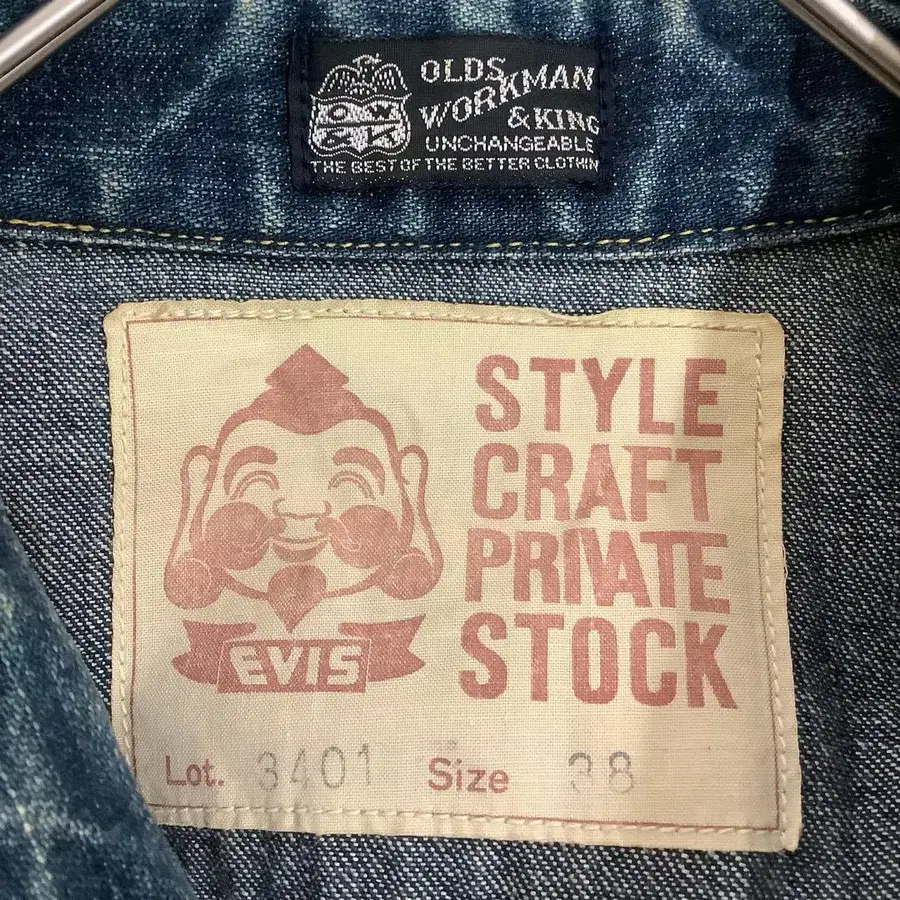 OLDS
WORKMAN
& KING
UNCHANGEABLE
THE BEST OF THE BETTER CLOTHIN
STYLE
CRAFT
PRIVATE
STOCK
EVIS
Lot. 3401 Size 38